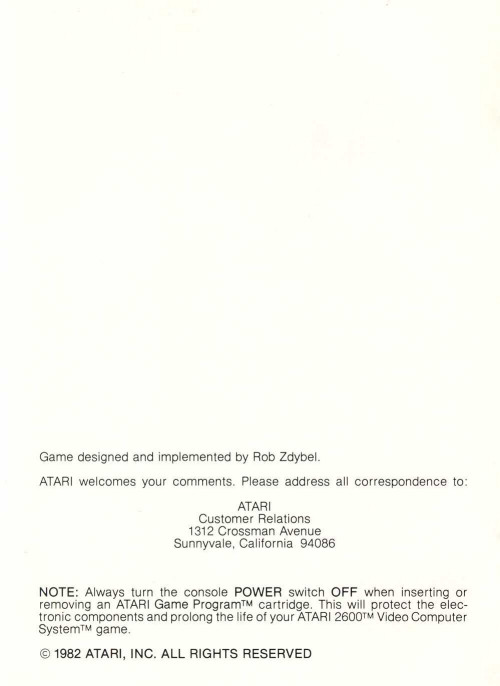 Game designed and implemented by Rob Zdybel.
ATARI welcomes your comments. Please address all correspondence to:
ATARI
Customer Relations
1312 Crossman Avenue
Sunnyvale, California 94086
NOTE: Always turn the console POWER switch OFF when inserting or
removing an ATARI Game Program™ cartridge. This will protect the elec-
tronic components and prolong the life of your ATARI 2600™ Video Computer
System™ game.
© 1982 ATARI, INC. ALL RIGHTS RESERVED